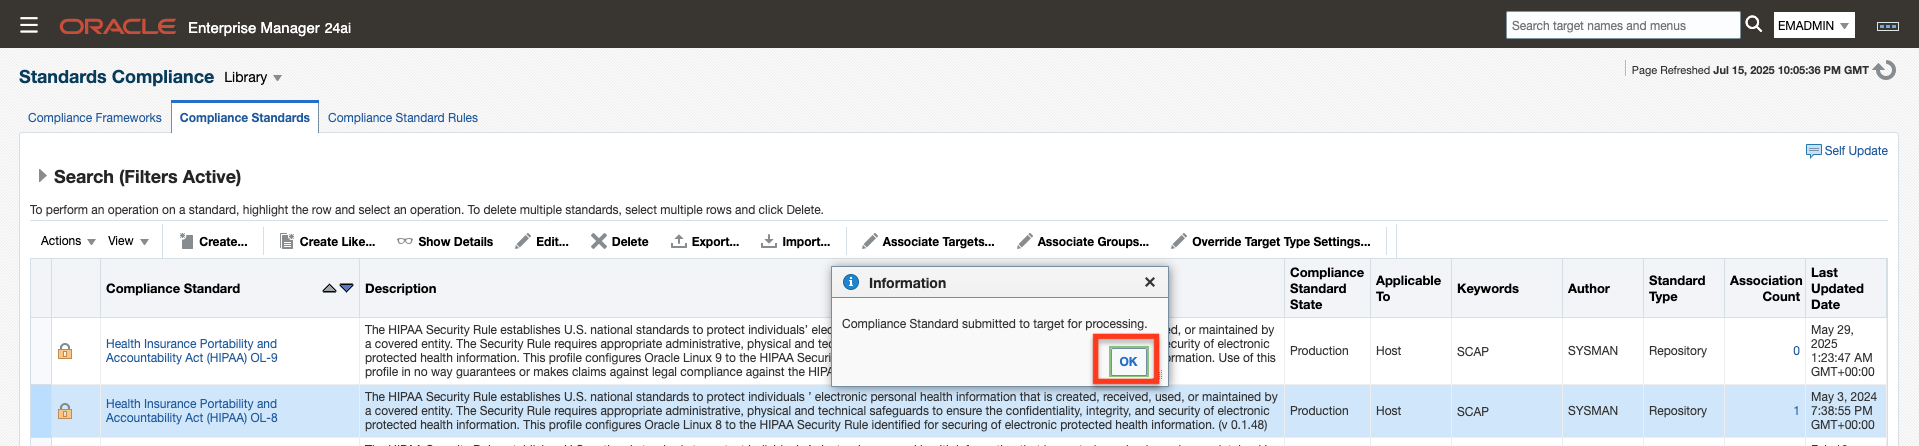 ORACLE Enterprise Manager 24ai
Search target names and menus
EMADMIN
Standards Compliance Library
Page Refreshed Jul 15, 2025 10:05:36 PM GMT
Compliance Frameworks Compliance Standards Compliance Standard Rules
Self Update
Search (Filters Active)
To perform an operation on a standard, highlight the row and select an operation. To delete multiple standards, select multiple rows and click Delete.
Actions View Create... Create Like... Show Details Edit... Delete Export... Import... Associate Targets... Associate Groups... Override Target Type Settings...
Compliance Standard
Description
Compliance
Standard
State
Applicable
To
Keywords
Author
Standard
Type
Association
Count
Last
Updated
Date
Information
Compliance Standard submitted to target for processing.
OK
Health Insurance Portability and
Accountability Act (HIPAA) OL-9
The HIPAA Security Rule establishes U.S. national standards to protect individuals' elec
d, or maintained by
a covered entity. The Security Rule requires appropriate administrative, physical and tec
curity of electronic
protected health information. This profile configures Oracle Linux 9 to the HIPAA Secur
rmation. Use of this
profile in no way guarantees or makes claims against legal compliance against the HIPA
Production
Host
SCAP
SYSMAN
Repository
0
May 29,
2025
1:23:47 AM
GMT+00:00
Health Insurance Portability and
Accountability Act (HIPAA) OL-8
The HIPAA Security Rule establishes U.S. national standards to protect individuals ' electronic personal health information that is created, received, used, or maintained by
a covered entity. The Security Rule requires appropriate administrative, physical and technical safeguards to ensure the confidentiality, integrity, and security of electronic
protected health information. This profile configures Oracle Linux 8 to the HIPAA Security Rule identified for securing of electronic protected health information. (v 0.1.48)
Production
Host
SCAP
SYSMAN
Repository
1
May 3, 2024
7:38:55 PM
GMT+00:00